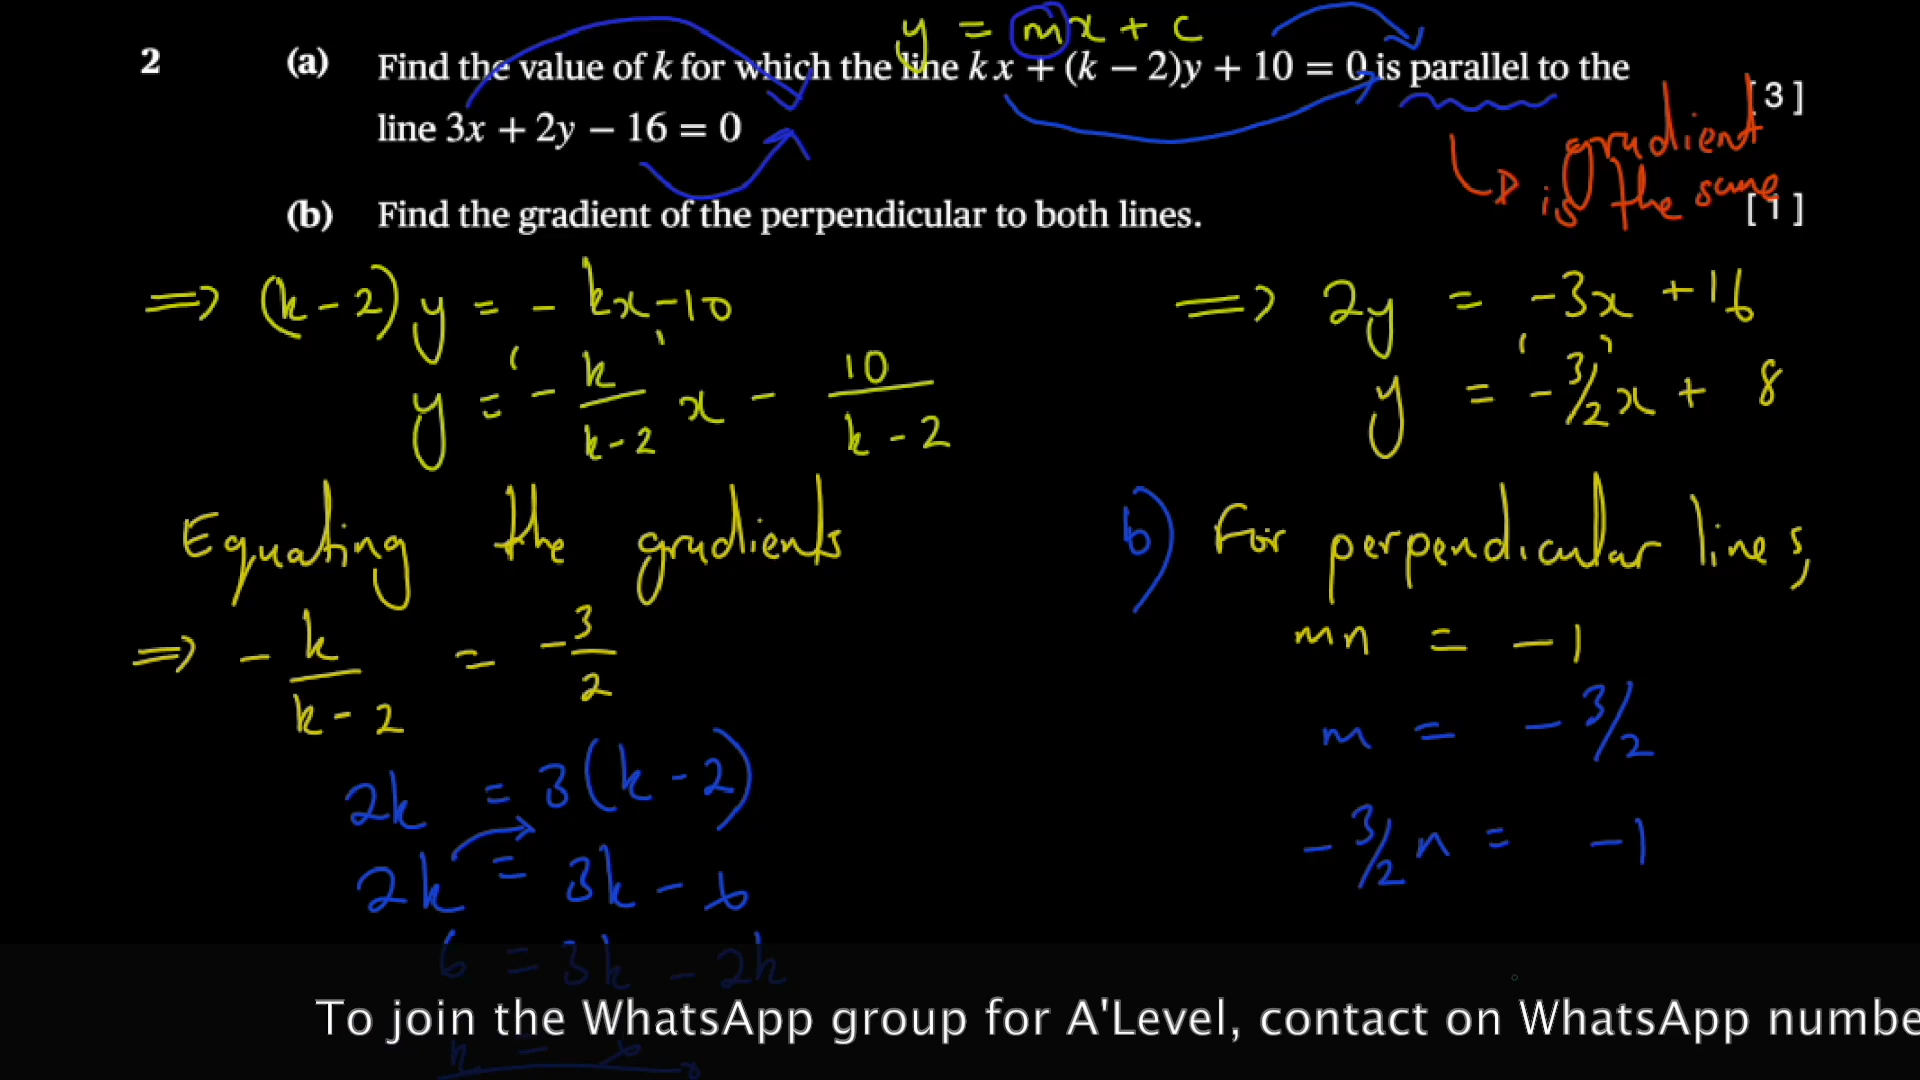 y = mx + c
2 (a) Find the value of k for which the line kx + (k − 2)y + 10 = 0 is parallel to the
line 3x + 2y − 16 = 0 [3]
gradient
is the same
(b) Find the gradient of the perpendicular to both lines. [1]
⇒ (k-2)y = -kx-10
y = -k/(k-2) x - 10/(k-2)
⇒ 2y = -3x + 16
y = -3/2x + 8
Equating the gradients
⇒ -k/(k-2) = -3/2
2k = 3(k-2)
2k = 3k - 6
6 = 3k - 2k
k = 6
b) For perpendicular lines,
mn = -1
m = -3/2
-3/2n = -1
To join the WhatsApp group for A'Level, contact on WhatsApp numbe